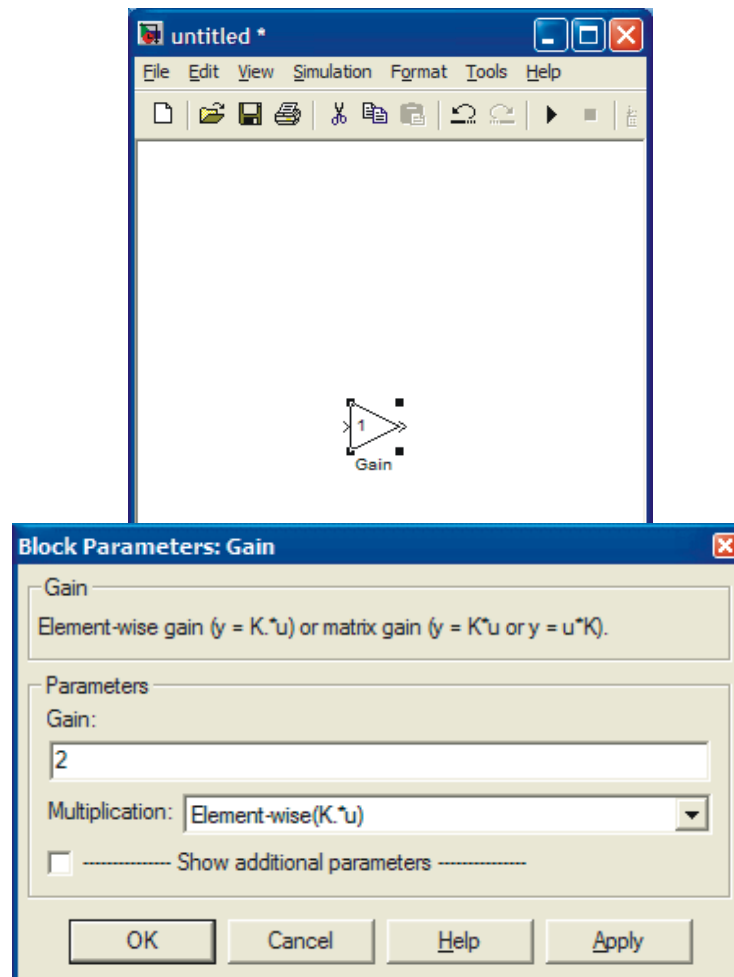 untitled *
File Edit View Simulation Format Tools Help
1
Gain
Block Parameters: Gain
Gain
Element-wise gain (y = K.*u) or matrix gain (y = K*u or y = u*K).
Parameters
Gain:
2
Multiplication: Element-wise(K.*u)
--------------- Show additional parameters ---------------
OK Cancel Help Apply